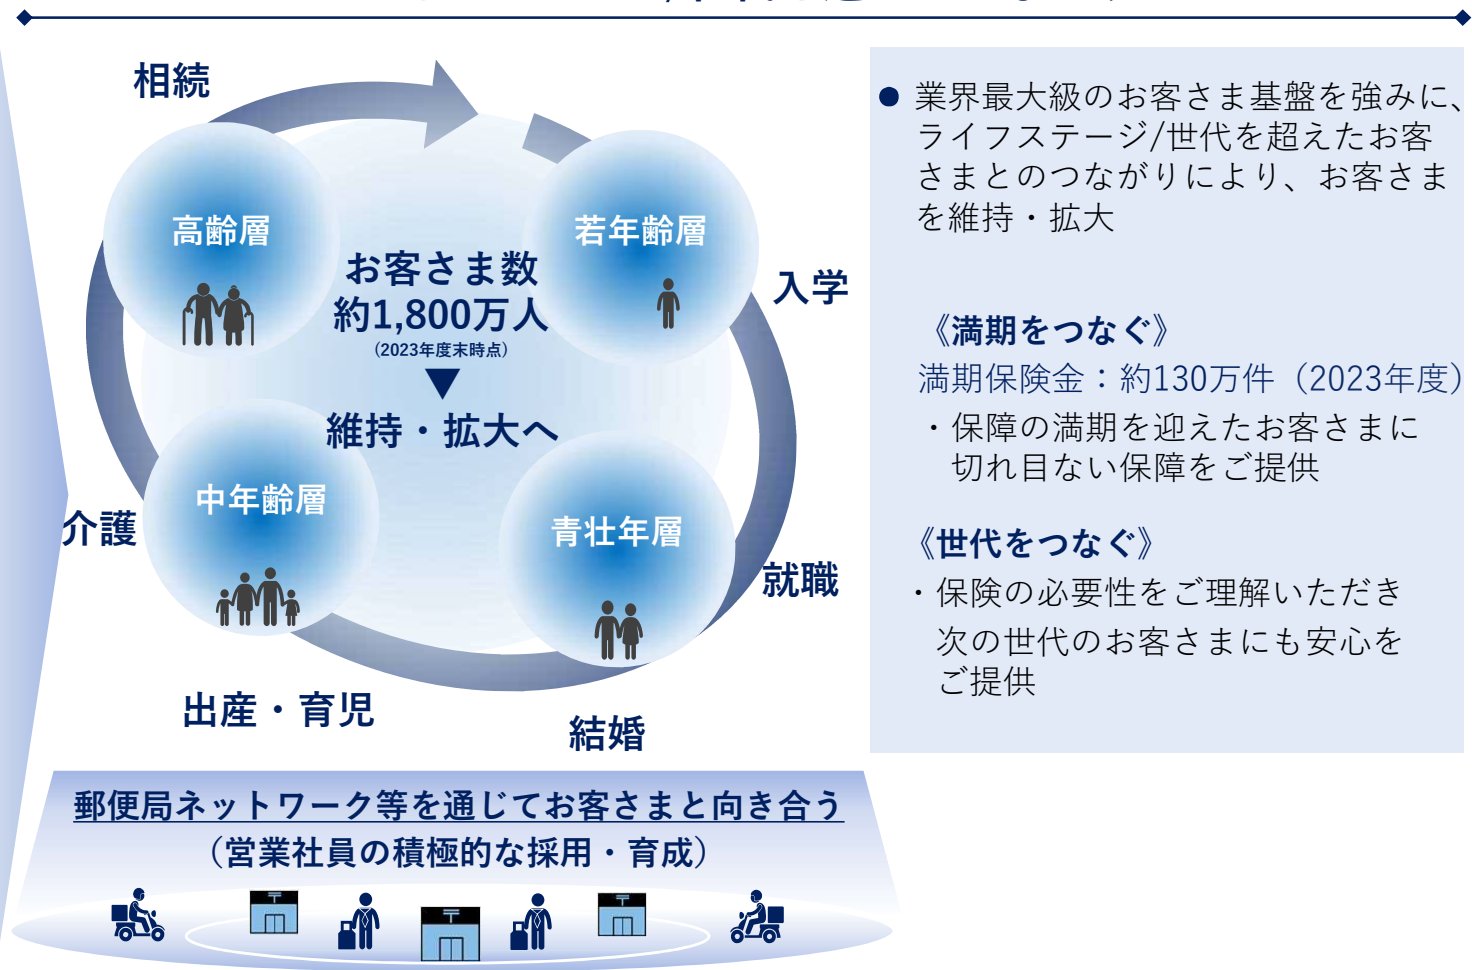 相続
高齢層
若年齢層
お客さま数
約1,800万人
(2023年度末時点)
維持・拡大へ
入学
中年齢層
介護
青壮年層
就職
出産・育児
結婚
郵便局ネットワーク等を通じてお客さまと向き合う
（営業社員の積極的な採用・育成）
● 業界最大級のお客さま基盤を強みに、
ライフステージ/世代を超えたお客
さまとのつながりにより、お客さま
を維持・拡大
《満期をつなぐ》
満期保険金：約130万件（2023年度）
・保障の満期を迎えたお客さまに
切れ目ない保障をご提供
《世代をつなぐ》
・保険の必要性をご理解いただき
次の世代のお客さまにも安心を
ご提供